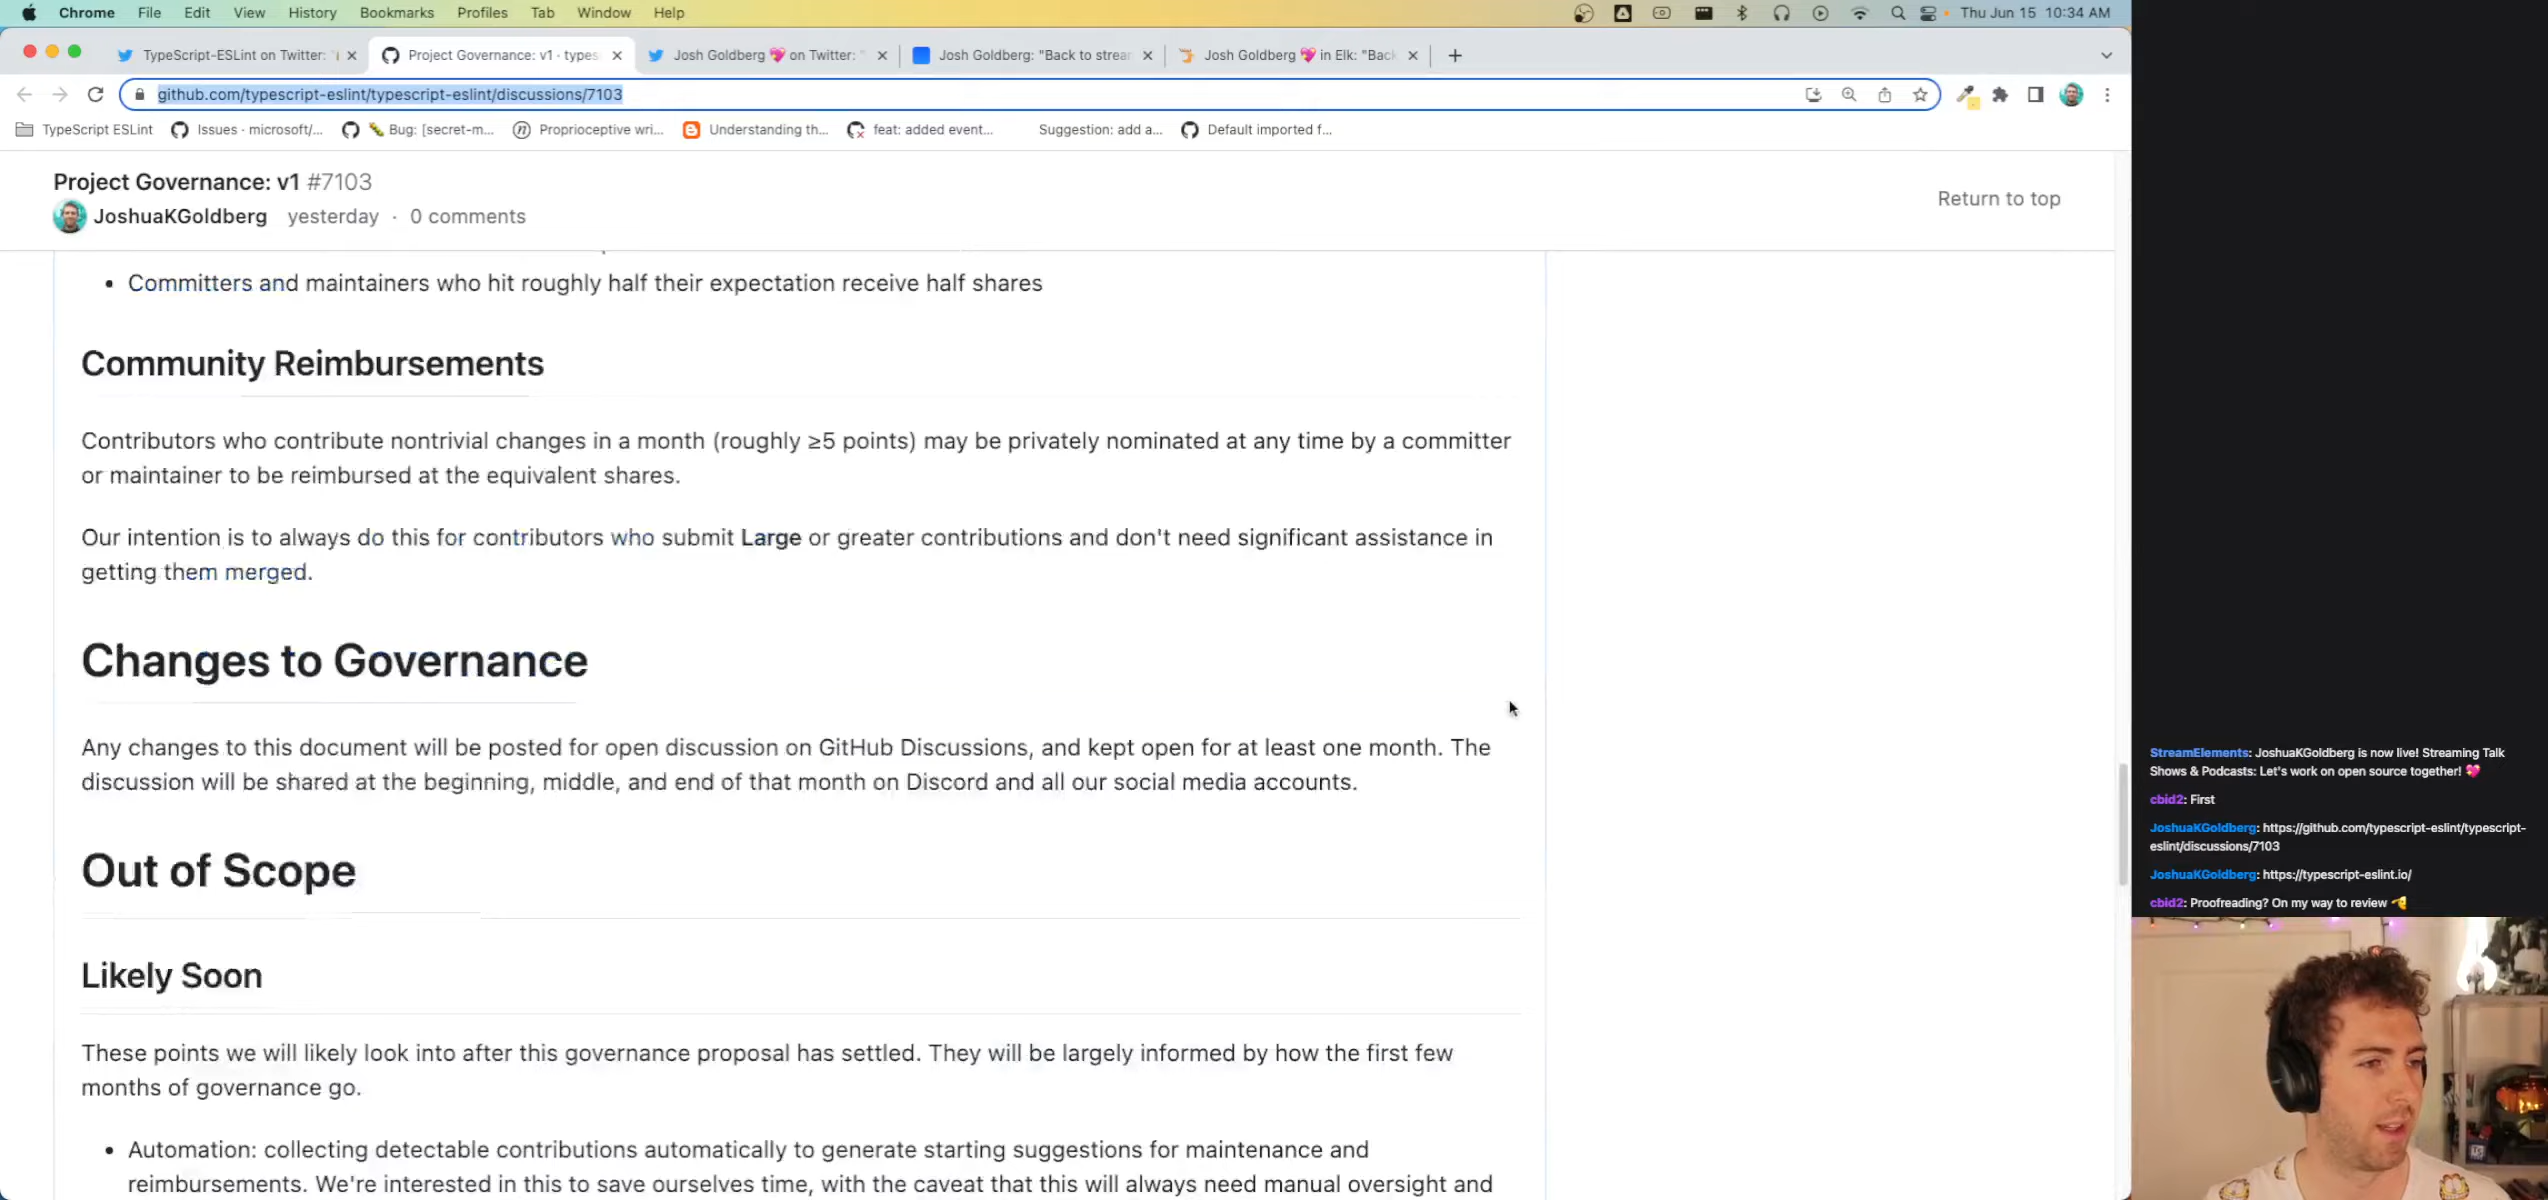 Chrome File Edit View History Bookmarks Profiles Tab Window Help Thu Jun 15 10:34 AM
TypeScript-ESLint on Twitter: Project Governance: v1 · types Josh Goldberg 💖 on Twitter: " Josh Goldberg: "Back to strear Josh Goldberg 💖 in Elk: "Back
github.com/typescript-eslint/typescript-eslint/discussions/7103
TypeScript ESLint Issues · microsoft/... 🐛 Bug: [secret-m... Proprioceptive wri... Understanding th... feat: added event... Suggestion: add a... Default imported f...
Project Governance: v1 #7103
JoshuaKGoldberg yesterday · 0 comments
Return to top
• Committers and maintainers who hit roughly half their expectation receive half shares
Community Reimbursements
Contributors who contribute nontrivial changes in a month (roughly ≥5 points) may be privately nominated at any time by a committer
or maintainer to be reimbursed at the equivalent shares.
Our intention is to always do this for contributors who submit Large or greater contributions and don't need significant assistance in
getting them merged.
Changes to Governance
Any changes to this document will be posted for open discussion on GitHub Discussions, and kept open for at least one month. The
discussion will be shared at the beginning, middle, and end of that month on Discord and all our social media accounts.
Out of Scope
Likely Soon
These points we will likely look into after this governance proposal has settled. They will be largely informed by how the first few
months of governance go.
• Automation: collecting detectable contributions automatically to generate starting suggestions for maintenance and
reimbursements. We're interested in this to save ourselves time, with the caveat that this will always need manual oversight and
StreamElements: JoshuaKGoldberg is now live! Streaming Talk
Shows & Podcasts: Let's work on open source together! 💖
cbid2: First
JoshuaKGoldberg: https://github.com/typescript-eslint/typescript-
eslint/discussions/7103
JoshuaKGoldberg: https://typescript-eslint.io/
cbid2: Proofreading? On my way to review 🫡